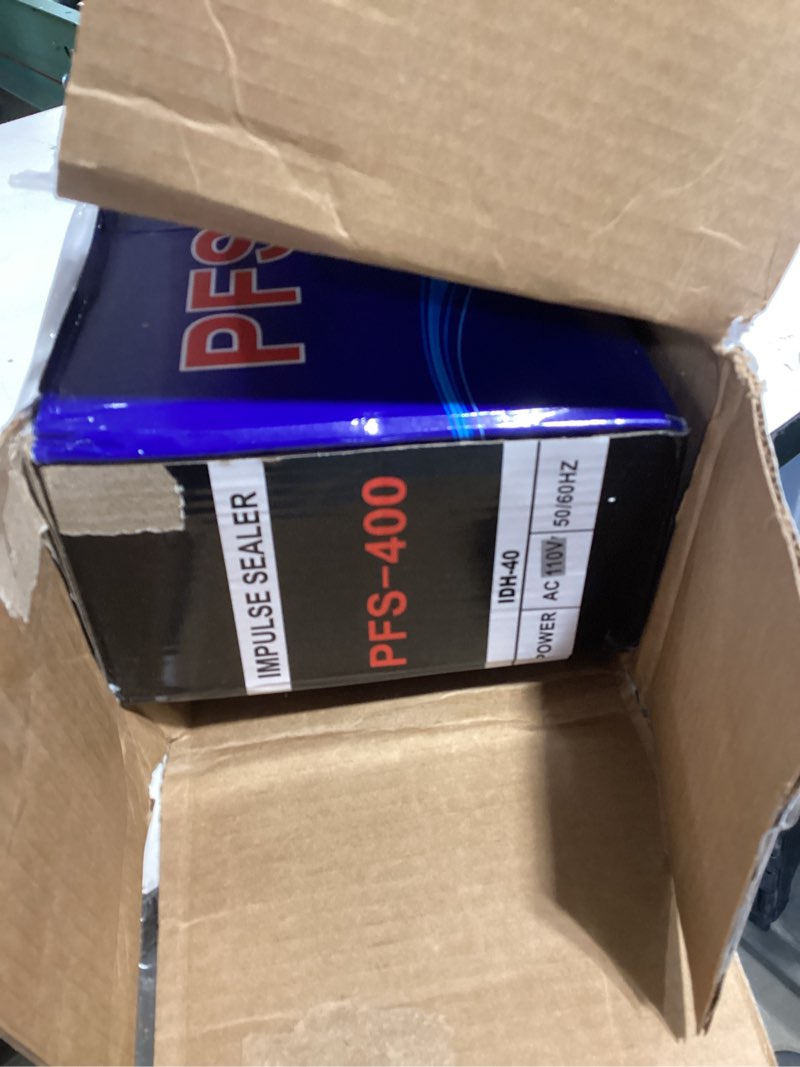 PFS
IMPULSE SEALER
PFS-400
IDH-40
POWER AC 110V 50/60HZ